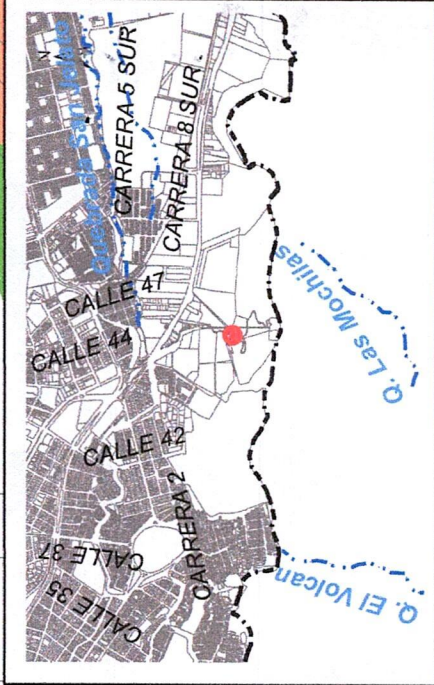 Quebrada San Juan
CARRERA 5 SUR
CARRERA 8 SUR
CALLE 47
CALLE 44
CALLE 42
CARRERA 2
CALLE 37
CALLE 35
Q. Las Mochilas
Q. El Volcan